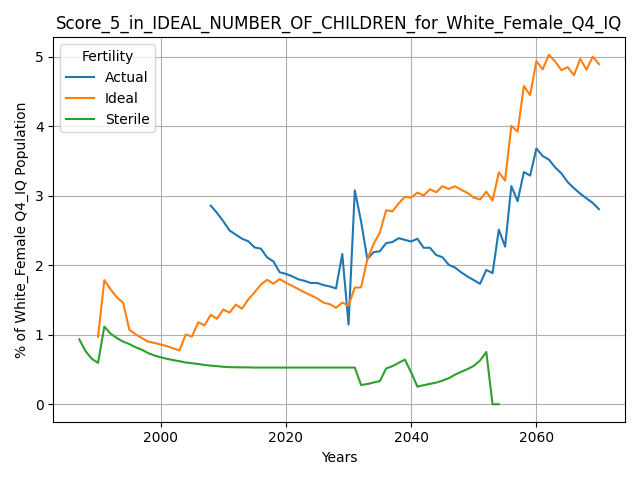 Score_5_in_IDEAL_NUMBER_OF_CHILDREN_for_White_Female_Q4_IQ
Fertility
Actual
Ideal
Sterile
% of White_Female Q4_IQ Population
5
4
3
2
1
0
2000 2020 2040 2060
Years